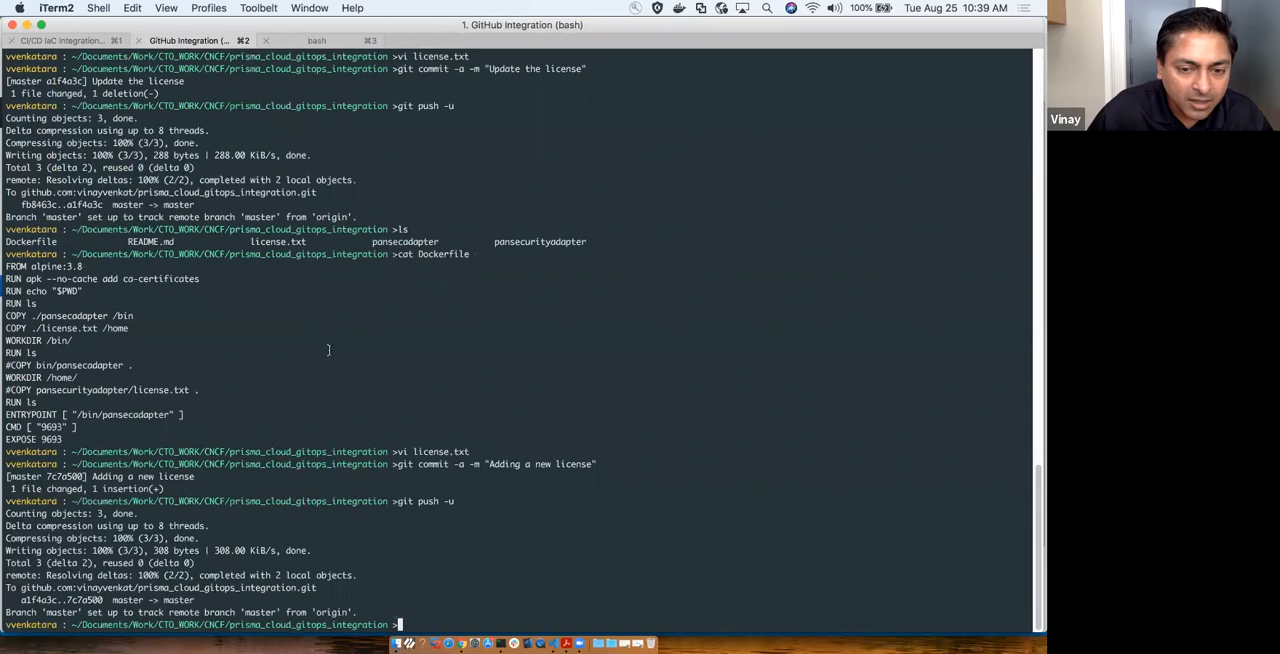 iTerm2 Shell Edit View Profiles Toolbelt Window Help 100% Tue Aug 25 10:39 AM
1. GitHub Integration (bash)
CI/CD IaC Integration... ⌘1 GitHub Integration (... ⌘2 bash ⌘3
vvenkatara : ~/Documents/Work/CTO_WORK/CNCF/prisma_cloud_gitops_integration >vi license.txt
vvenkatara : ~/Documents/Work/CTO_WORK/CNCF/prisma_cloud_gitops_integration >git commit -a -m "Update the license"
[master a1f4a3c] Update the license
1 file changed, 1 deletion(-)
vvenkatara : ~/Documents/Work/CTO_WORK/CNCF/prisma_cloud_gitops_integration >git push -u
Counting objects: 3, done.
Delta compression using up to 8 threads.
Compressing objects: 100% (3/3), done.
Writing objects: 100% (3/3), 288 bytes | 288.00 KiB/s, done.
Total 3 (delta 2), reused 0 (delta 0)
remote: Resolving deltas: 100% (2/2), completed with 2 local objects.
To github.com:vinayvenkat/prisma_cloud_gitops_integration.git
fb8463c..a1f4a3c master -> master
Branch 'master' set up to track remote branch 'master' from 'origin'.
vvenkatara : ~/Documents/Work/CTO_WORK/CNCF/prisma_cloud_gitops_integration >ls
Dockerfile README.md license.txt pansecadapter pansecurityadapter
vvenkatara : ~/Documents/Work/CTO_WORK/CNCF/prisma_cloud_gitops_integration >cat Dockerfile
FROM alpine:3.8
RUN apk --no-cache add ca-certificates
RUN echo "$PWD"
RUN ls
COPY ./pansecadapter /bin
COPY ./license.txt /home
WORKDIR /bin/
RUN ls
#COPY bin/pansecadapter .
WORKDIR /home/
#COPY pansecurityadapter/license.txt .
RUN ls
ENTRYPOINT [ "/bin/pansecadapter" ]
CMD [ "9693" ]
EXPOSE 9693
vvenkatara : ~/Documents/Work/CTO_WORK/CNCF/prisma_cloud_gitops_integration >vi license.txt
vvenkatara : ~/Documents/Work/CTO_WORK/CNCF/prisma_cloud_gitops_integration >git commit -a -m "Adding a new license"
[master 7c7a500] Adding a new license
1 file changed, 1 insertion(+)
vvenkatara : ~/Documents/Work/CTO_WORK/CNCF/prisma_cloud_gitops_integration >git push -u
Counting objects: 3, done.
Delta compression using up to 8 threads.
Compressing objects: 100% (3/3), done.
Writing objects: 100% (3/3), 308 bytes | 308.00 KiB/s, done.
Total 3 (delta 2), reused 0 (delta 0)
remote: Resolving deltas: 100% (2/2), completed with 2 local objects.
To github.com:vinayvenkat/prisma_cloud_gitops_integration.git
a1f4a3c..7c7a500 master -> master
Branch 'master' set up to track remote branch 'master' from 'origin'.
vvenkatara : ~/Documents/Work/CTO_WORK/CNCF/prisma_cloud_gitops_integration >
Vinay